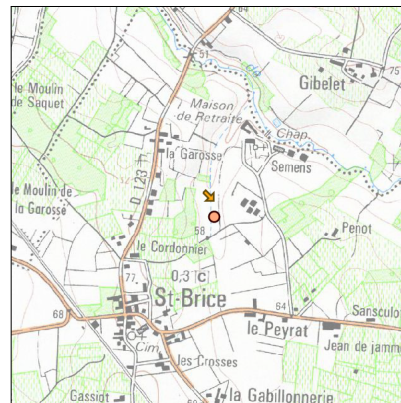 64
51
Gibelet
75
le Moulin
de Saquet
Maison
de Retraite
Chap.
la Garosse
Semens
le Moulin de
la Garosse
D 123
58
Penot
le Cordonnier
0,3 C
77
St-Brice
64
68
le Peyrat
Sansculo
Cim.
Jean de jamme
les Crosses
Gassiot
la Gabillonnerie